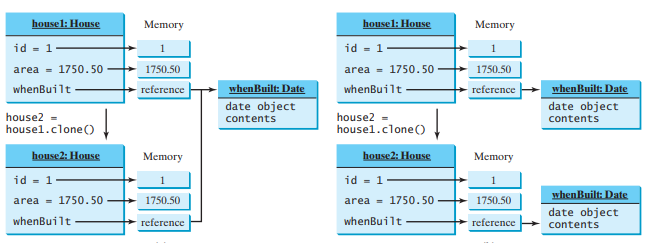 house1: House
Memory
id = 1
1
area = 1750.50
1750.50
whenBuilt
reference
whenBuilt: Date
date object
contents
house2 =
house1.clone()
house2: House
Memory
id = 1
1
area = 1750.50
1750.50
whenBuilt
reference
house1: House
Memory
id = 1
1
area = 1750.50
1750.50
whenBuilt
reference
whenBuilt: Date
date object
contents
house2 =
house1.clone()
house2: House
Memory
id = 1
1
area = 1750.50
1750.50
whenBuilt
reference
whenBuilt: Date
date object
contents